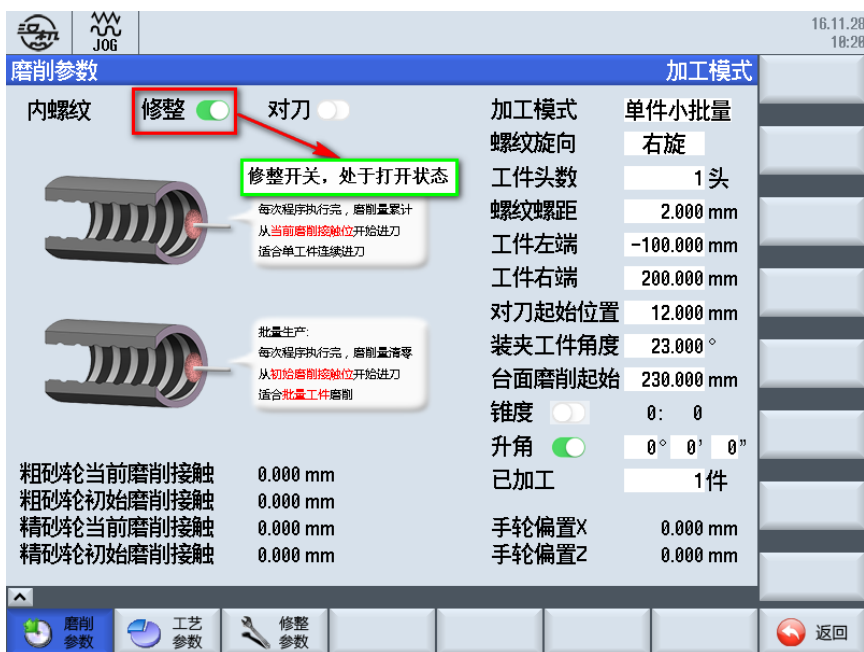 汉机
JOG
16.11.28
10:20
磨削参数
加工模式
内螺纹 修整 对刀
修整开关，处于打开状态
每次程序执行完，磨削量累计
从当前磨削接触位开始进刀
适合单工件连续进刀
批量生产:
每次程序执行完，磨削量清零
从初始磨削接触位开始进刀
适合批量工件磨削
粗砂轮当前磨削接触 0.000 mm
粗砂轮初始磨削接触 0.000 mm
精砂轮当前磨削接触 0.000 mm
精砂轮初始磨削接触 0.000 mm
加工模式 单件小批量
螺纹旋向 右旋
工件头数 1 头
螺纹螺距 2.000 mm
工件左端 -100.000 mm
工件右端 200.000 mm
对刀起始位置 12.000 mm
装夹工件角度 23.000 °
台面磨削起始 230.000 mm
锥度 0: 0
升角 0° 0' 0"
已加工 1件
手轮偏置X 0.000 mm
手轮偏置Z 0.000 mm
磨削
参数
工艺
参数
修整
参数
返回